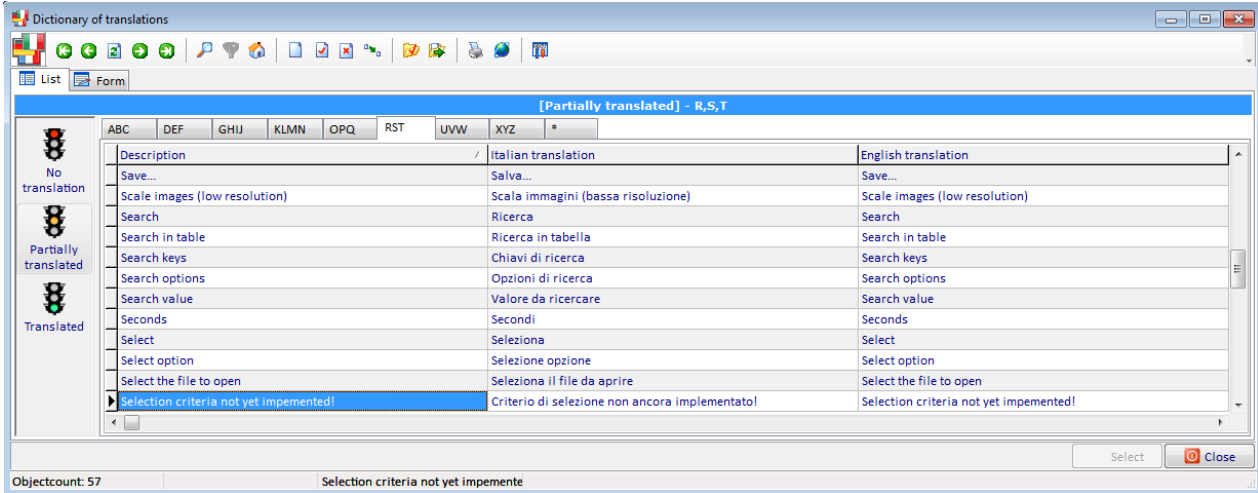 Dictionary of translations
List Form
[Partially translated] - R,S,T
ABC DEF GHIJ KLMN OPQ RST UVW XYZ *
No
translation
Partially
translated
Translated
Description / Italian translation English translation
Save... Salva... Save...
Scale images (low resolution) Scala immagini (bassa risoluzione) Scale images (low resolution)
Search Ricerca Search
Search in table Ricerca in tabella Search in table
Search keys Chiavi di ricerca Search keys
Search options Opzioni di ricerca Search options
Search value Valore da ricercare Search value
Seconds Secondi Seconds
Select Seleziona Select
Select option Selezione opzione Select option
Select the file to open Seleziona il file da aprire Select the file to open
Selection criteria not yet impemented! Criterio di selezione non ancora implementato! Selection criteria not yet impemented!
Select Close
Objectcount: 57 Selection criteria not yet impemente